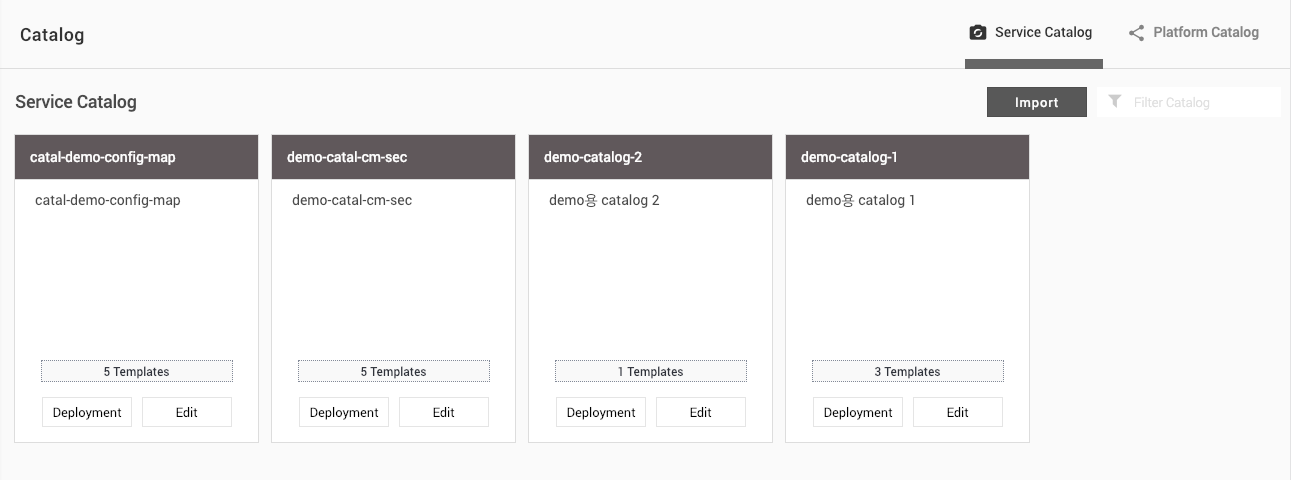 Catalog
Service Catalog
Platform Catalog
Service Catalog
Import
Filter Catalog
catal-demo-config-map
catal-demo-config-map
5 Templates
Deployment
Edit
demo-catal-cm-sec
demo-catal-cm-sec
5 Templates
Deployment
Edit
demo-catalog-2
demo용 catalog 2
1 Templates
Deployment
Edit
demo-catalog-1
demo용 catalog 1
3 Templates
Deployment
Edit